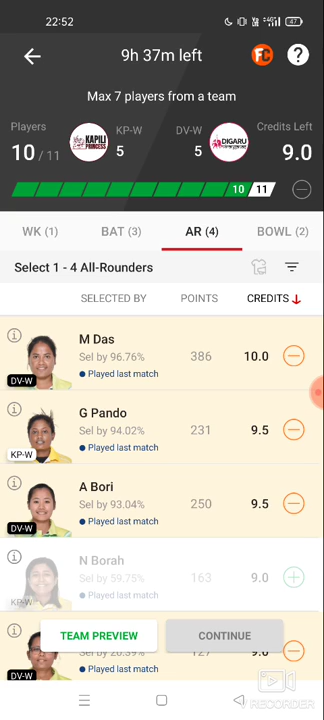 22:52
47
9h 37m left
FC
?
Max 7 players from a team
Players
10 / 11
KAPILI
PRINCESS
KP-W
5
DV-W
5
DIGARU
Credits Left
9.0
10
11
WK (1)
BAT (3)
AR (4)
BOWL (2)
Select 1 - 4 All-Rounders
SELECTED BY
POINTS
CREDITS
M Das
Sel by 96.76%
Played last match
DV-W
386
10.0
G Pando
Sel by 94.02%
Played last match
KP-W
231
9.5
A Bori
Sel by 93.04%
Played last match
DV-W
250
9.5
N Borah
Sel by 59.75%
Played last match
KP-W
163
9.0
TEAM PREVIEW
CONTINUE
Sel by 20.39%
Played last match
DV-W
127
9.0
RECORDER